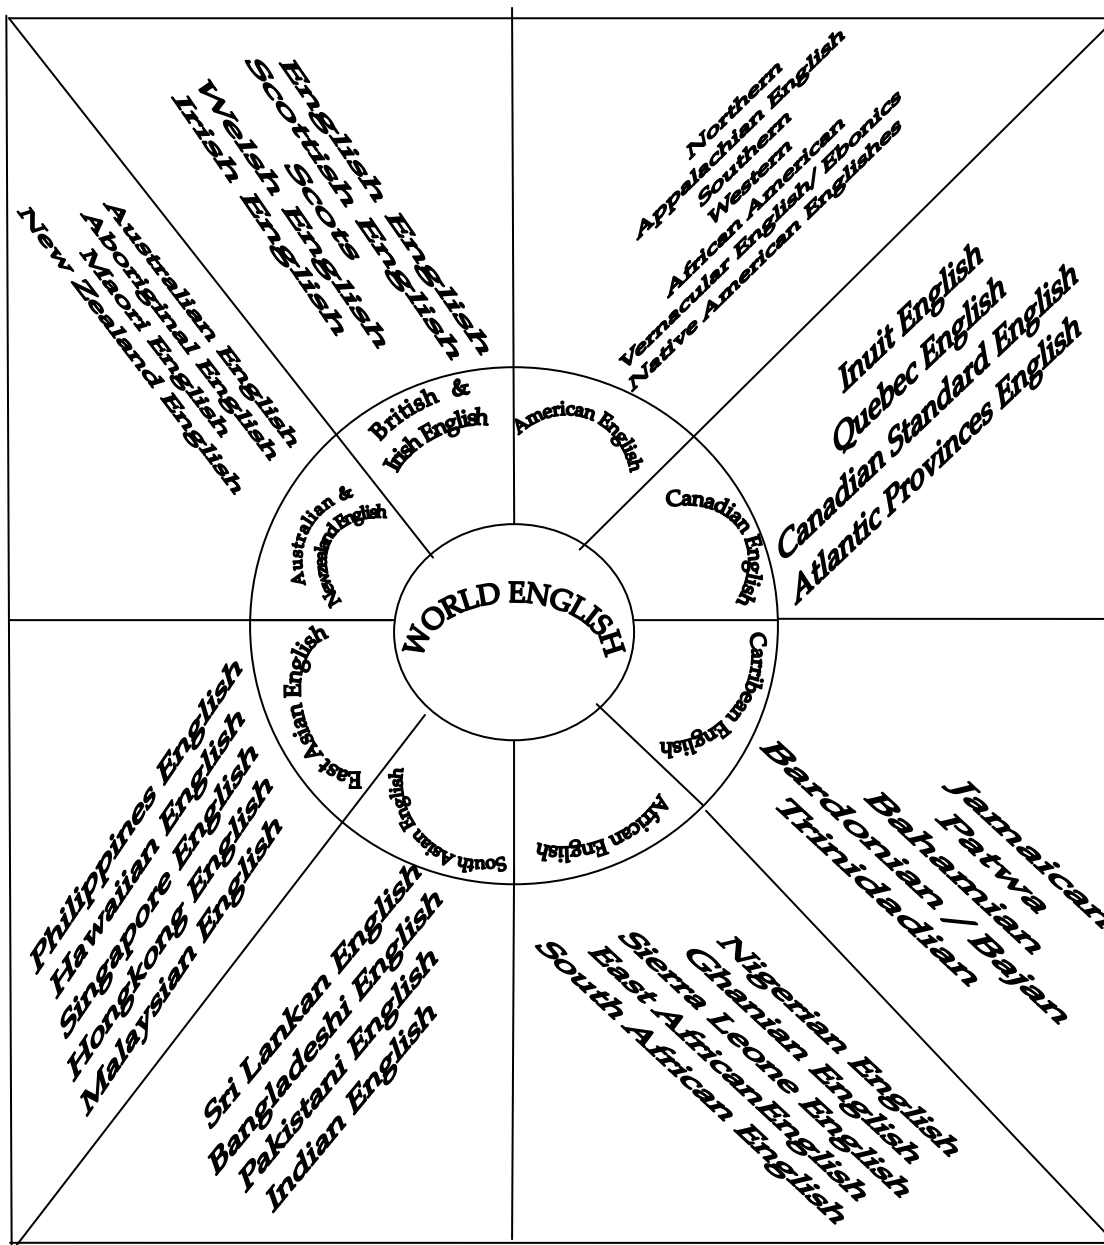 WORLD ENGLISH
British &
Irish English
English English
Scottish English
Scots
Welsh English
Irish English
American English
Northern
Appalachian English
Southern
Western
African American
Vernacular English/ Ebonics
Native American Englishes
Canadian English
Inuit English
Quebec English
Canadian Standard English
Atlantic Provinces English
Carribean English
Jamaican
Patwa
Bahamian
Bardonian / Bajan
Trinidadian
African English
Nigerian English
Ghanian English
Sierra Leone English
East AfricanEnglish
South African English
South Asian English
Sri Lankan English
Bangladeshi English
Pakistani English
Indian English
East Asian English
Philippines English
Hawaiian English
Singapore English
Hongkong English
Malaysian English
Australian &
Newzealand English
Australian English
Aboriginal English
Maori English
New Zealand English